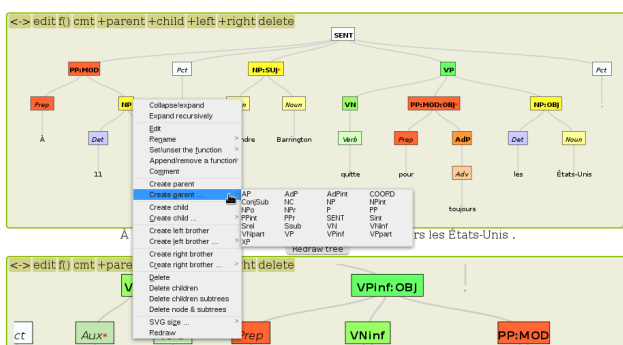 <-> edit f() cmt +parent +child +left +right delete
SENT
PP:MOD Pct NP:SUJ VP Pct
Prep NP Noun VN PP:MOD:OBJ NP:OBJ
À Det ndre Barrington Verb Prep AdP Det Noun .
11 quitte pour Adv les États-Unis
toujours
Collapse/expand
Expand recursively
Edit
Rename >
Set/unset the function >
Append/remove a function >
Comment
Create parent
Create parent ...
Create child
Create child ... >
Create left brother
Create left brother ... >
Create right brother
Create right brother ... >
Delete
Delete children
Delete children subtrees
Delete node & subtrees
SVG size ... >
Redraw
AP AdP AdPint COORD
ConjSub NC NP NPint
NPo NPr P PP
PPint PPr SENT Sint
Srel Ssub VN VNinf
VNpart VP VPinf VPpart
XP
À rs les États-Unis .
Redraw tree
<-> edit f() cmt +pare ht delete
V VPinf:OBJ .
ct Aux* Prep VNinf PP:MOD